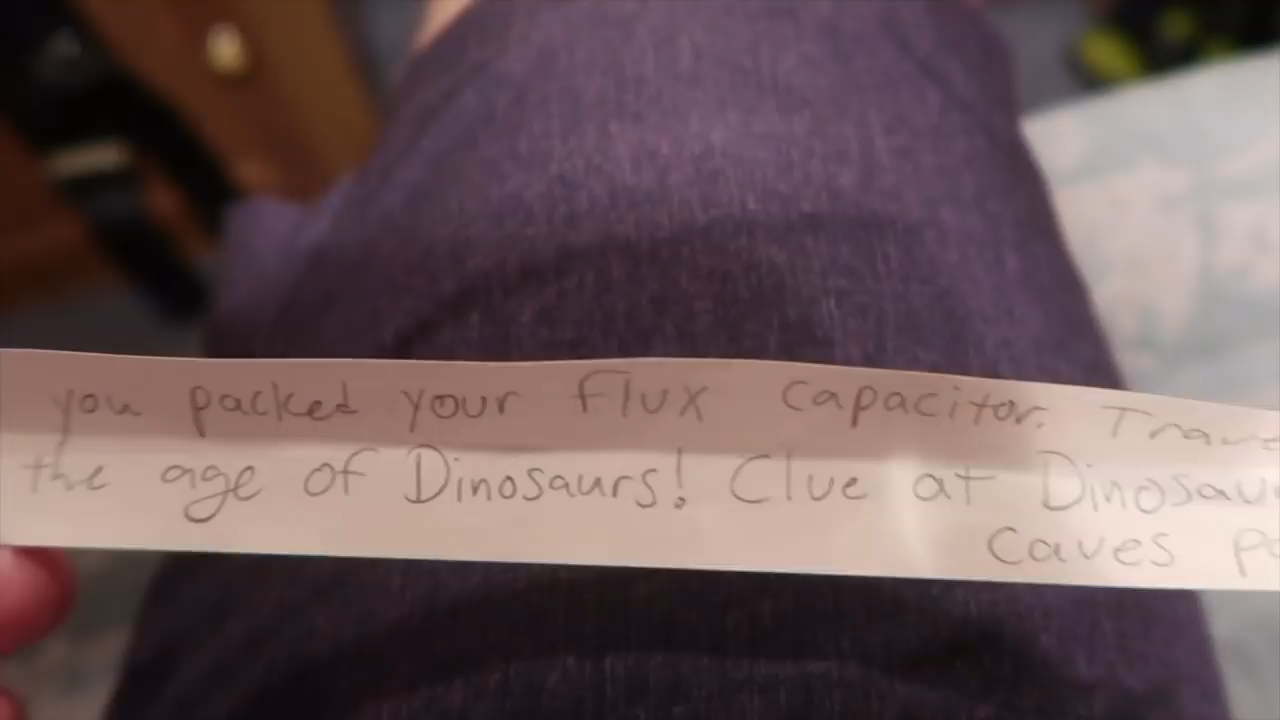 you packed your flux capacitor.
the age of Dinosaurs! Clue at
caves